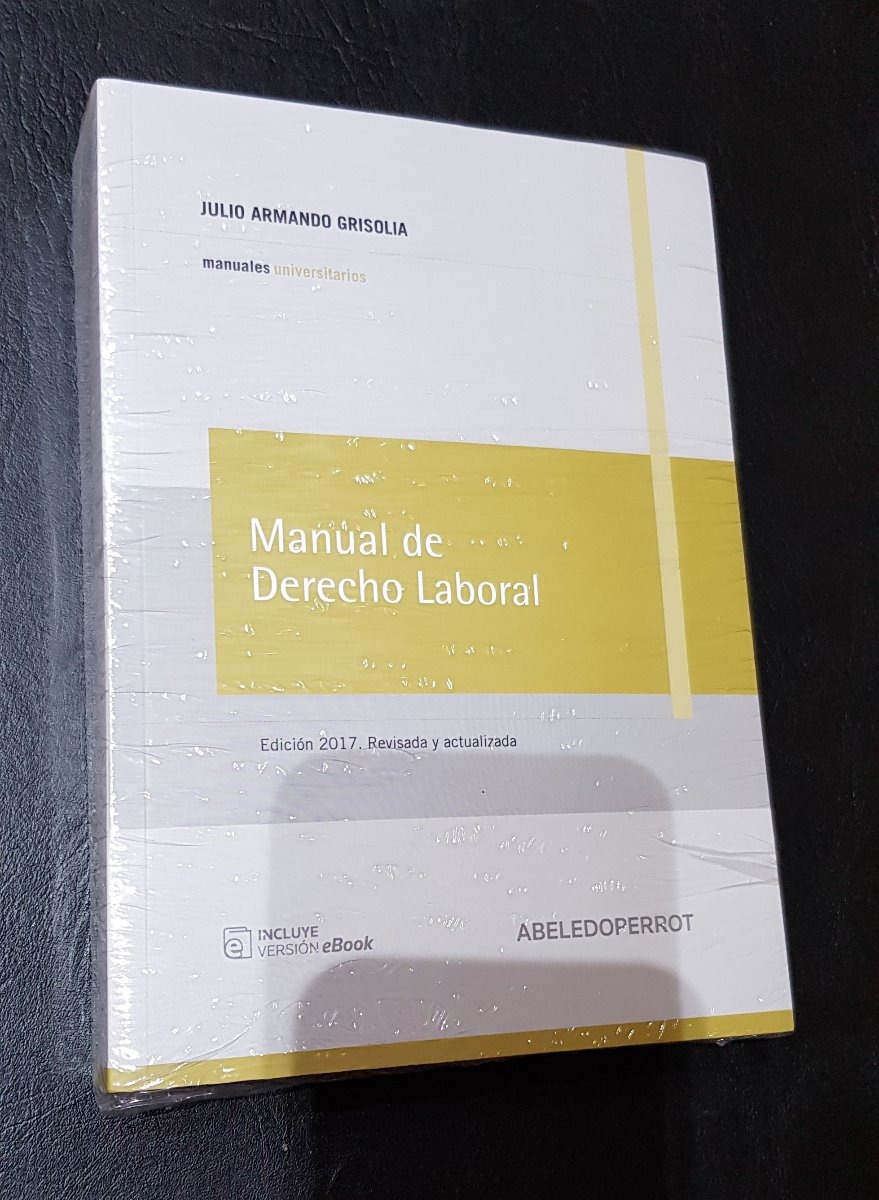 JULIO ARMANDO GRISOLIA
manuales universitarios
Manual de
Derecho Laboral
Edición 2017. Revisada y actualizada
e INCLUYE
VERSIÓN eBook
ABELEDOPERROT